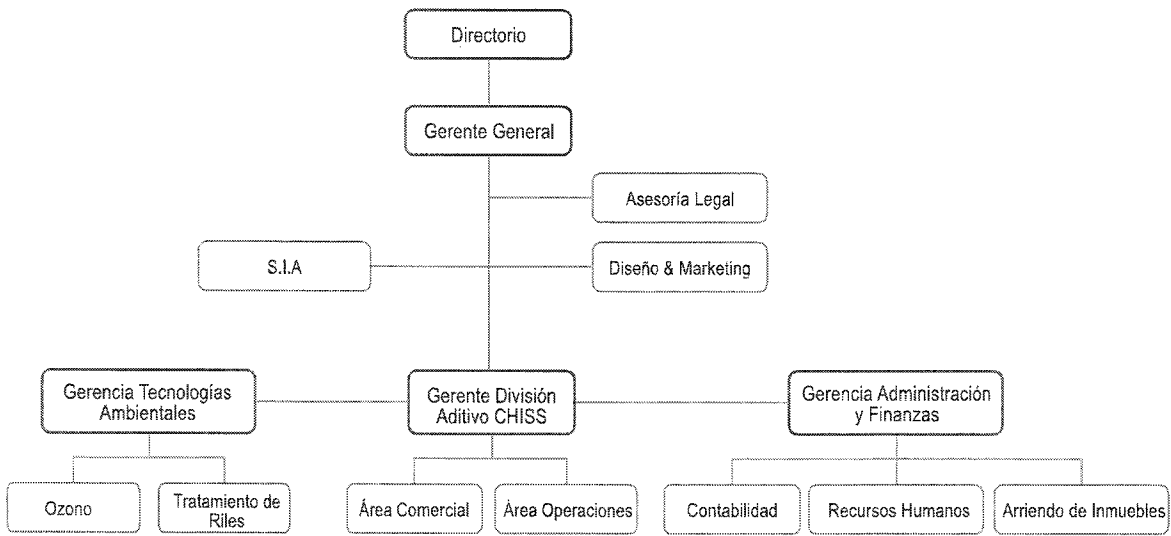 Directorio
Gerente General
Asesoría Legal
S.I.A
Diseño & Marketing
Gerencia Tecnologías
Ambientales
Gerente División
Aditivo CHISS
Gerencia Administración
y Finanzas
Ozono
Tratamiento de
Riles
Área Comercial
Área Operaciones
Contabilidad
Recursos Humanos
Arriendo de Inmuebles